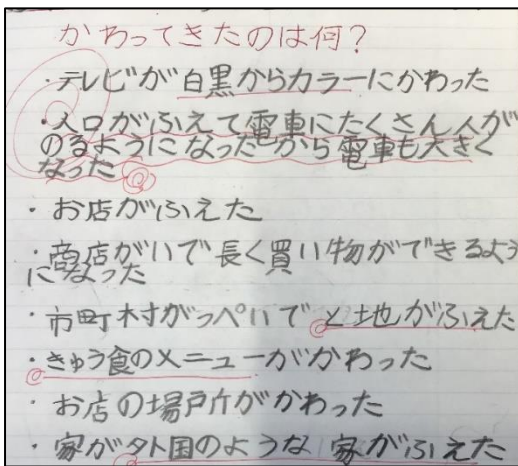 かわってきたのは何?
・テレビが白黒からカラーにかわった
・人口がふえて電車にたくさん人が
のるようになったから電車も大きく
なった
・お店がふえた
・商店がいで長く買い物ができるよう
になった
・市町村がっぺいでと地がふえた
・きゅう食のメニューがかわった
・お店の場所がかわった
・家が外国のような家がふえた